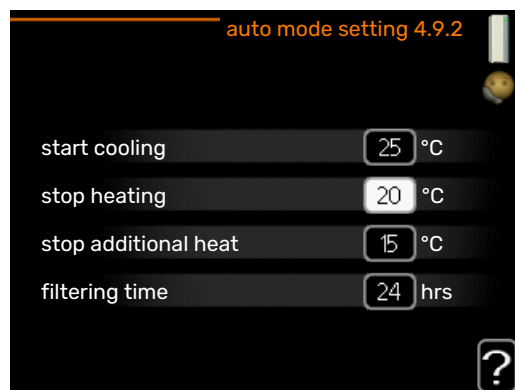 auto mode setting 4.9.2
start cooling 25 °C
stop heating 20 °C
stop additional heat 15 °C
filtering time 24 hrs
?